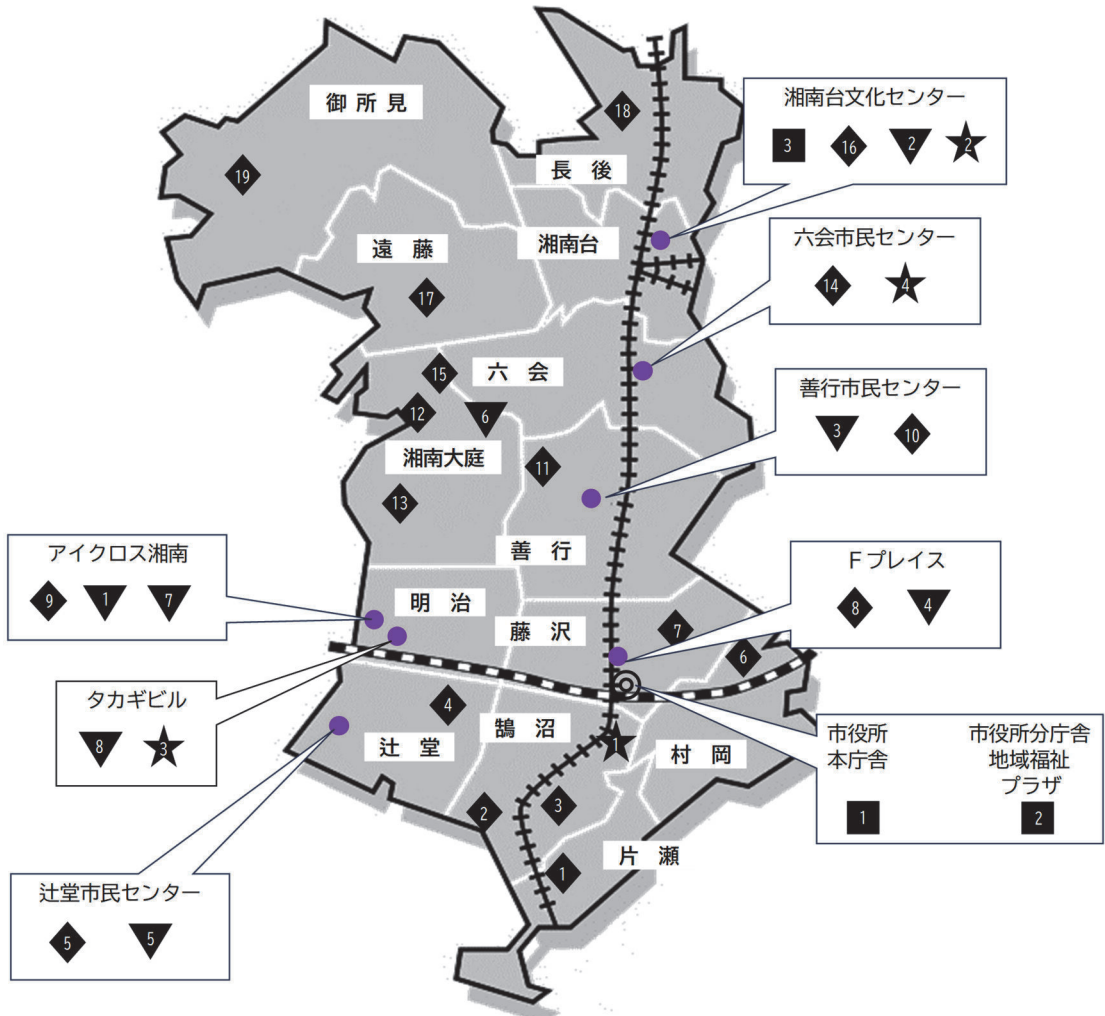 御所見
18
湘南台文化センター
3 16 2 2
長後
19
湘南台
六会市民センター
14 4
遠藤
17
六会
15
12
6
善行市民センター
3 10
湘南大庭
11
13
善行
アイクロス湘南
9 1 7
Fプレイス
8 4
明治
藤沢
7
6
タカギビル
8 3
4
鵠沼
辻堂
1
村岡
市役所
本庁舎
1
市役所分庁舎
地域福祉
プラザ
2
2
3
片瀬
1
辻堂市民センター
5 5